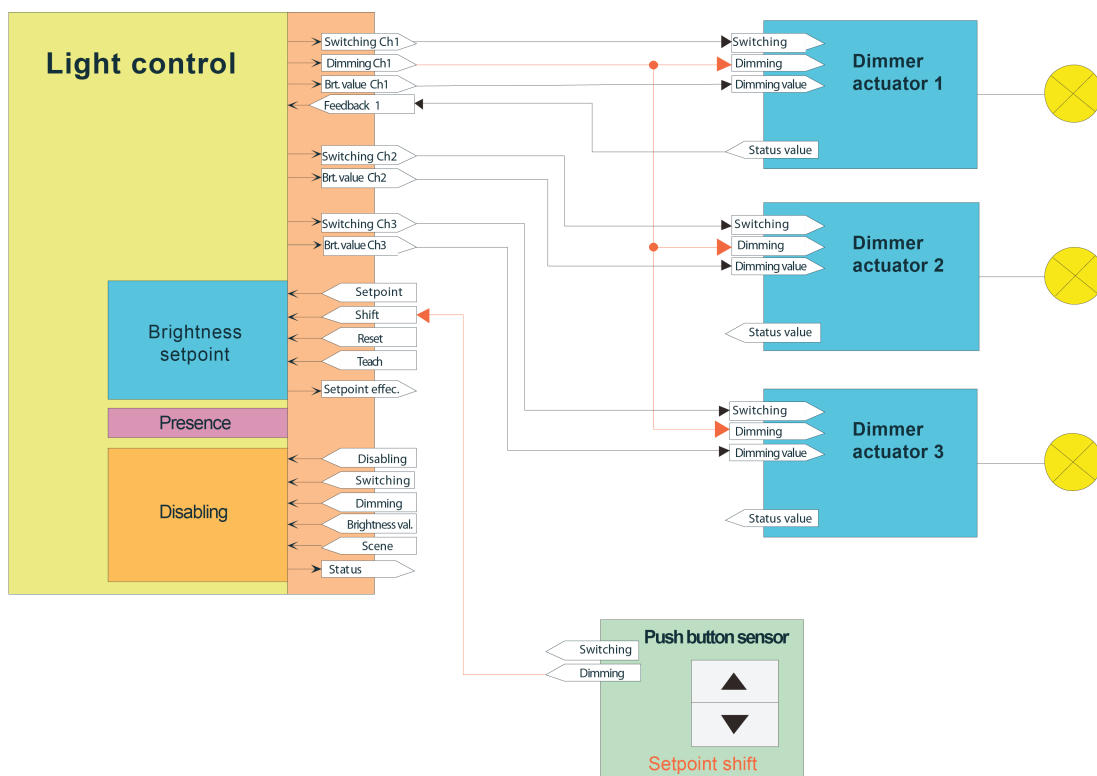 Light control
Switching Ch1
Dimming Ch1
Brt. value Ch1
Feedback 1
Switching Ch2
Brt. value Ch2
Switching Ch3
Brt. value Ch3
Brightness
setpoint
Setpoint
Shift
Reset
Teach
Setpoint effec.
Presence
Disabling
Disabling
Switching
Dimming
Brightness val.
Scene
Status
Switching
Dimming
Dimming value
Status value
Dimmer
actuator 1
Switching
Dimming
Dimming value
Status value
Dimmer
actuator 2
Switching
Dimming
Dimming value
Status value
Dimmer
actuator 3
Push button sensor
Switching
Dimming
Setpoint shift